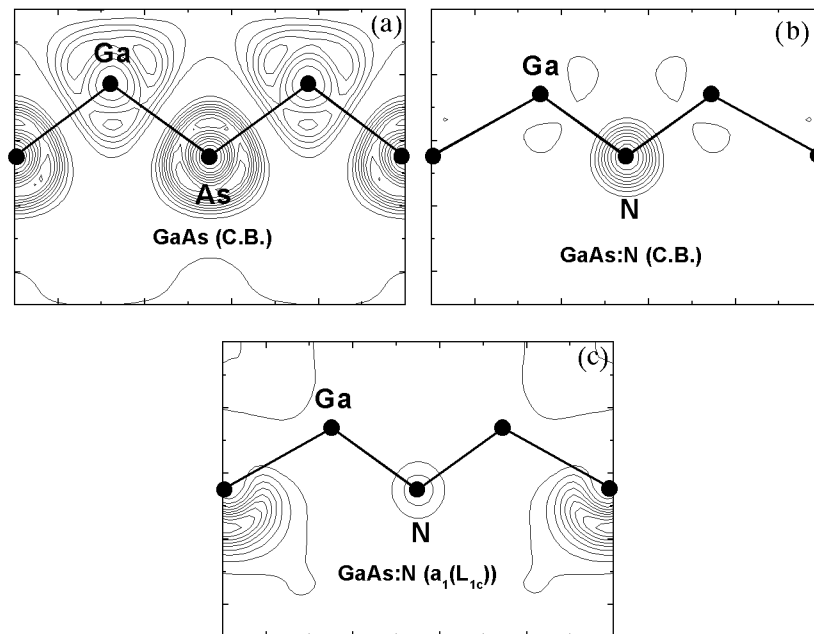 (a)
Ga
As
GaAs (C.B.)
(b)
Ga
N
GaAs:N (C.B.)
(c)
Ga
N
GaAs:N (a₁(L₁c))